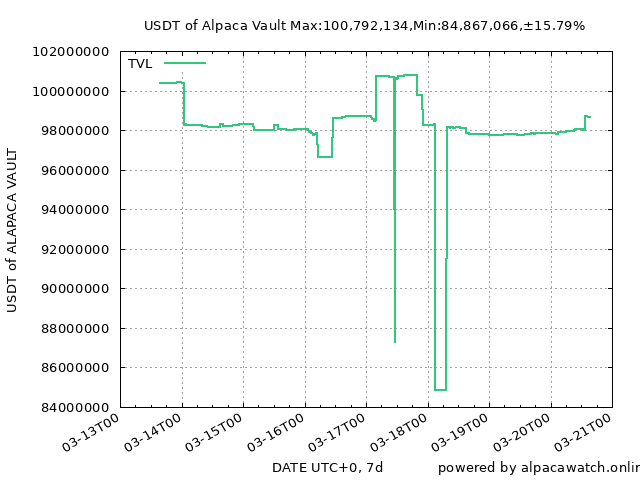 USDT of Alpaca Vault Max:100,792,134,Min:84,867,066,±15.79%
TVL
102000000
100000000
98000000
96000000
94000000
92000000
90000000
88000000
86000000
84000000
USDT of ALAPACA VAULT
03-13T00
03-14T00
03-15T00
03-16T00
03-17T00
03-18T00
03-19T00
03-20T00
03-21T00
DATE UTC+0, 7d
powered by alpacawatch.onlin